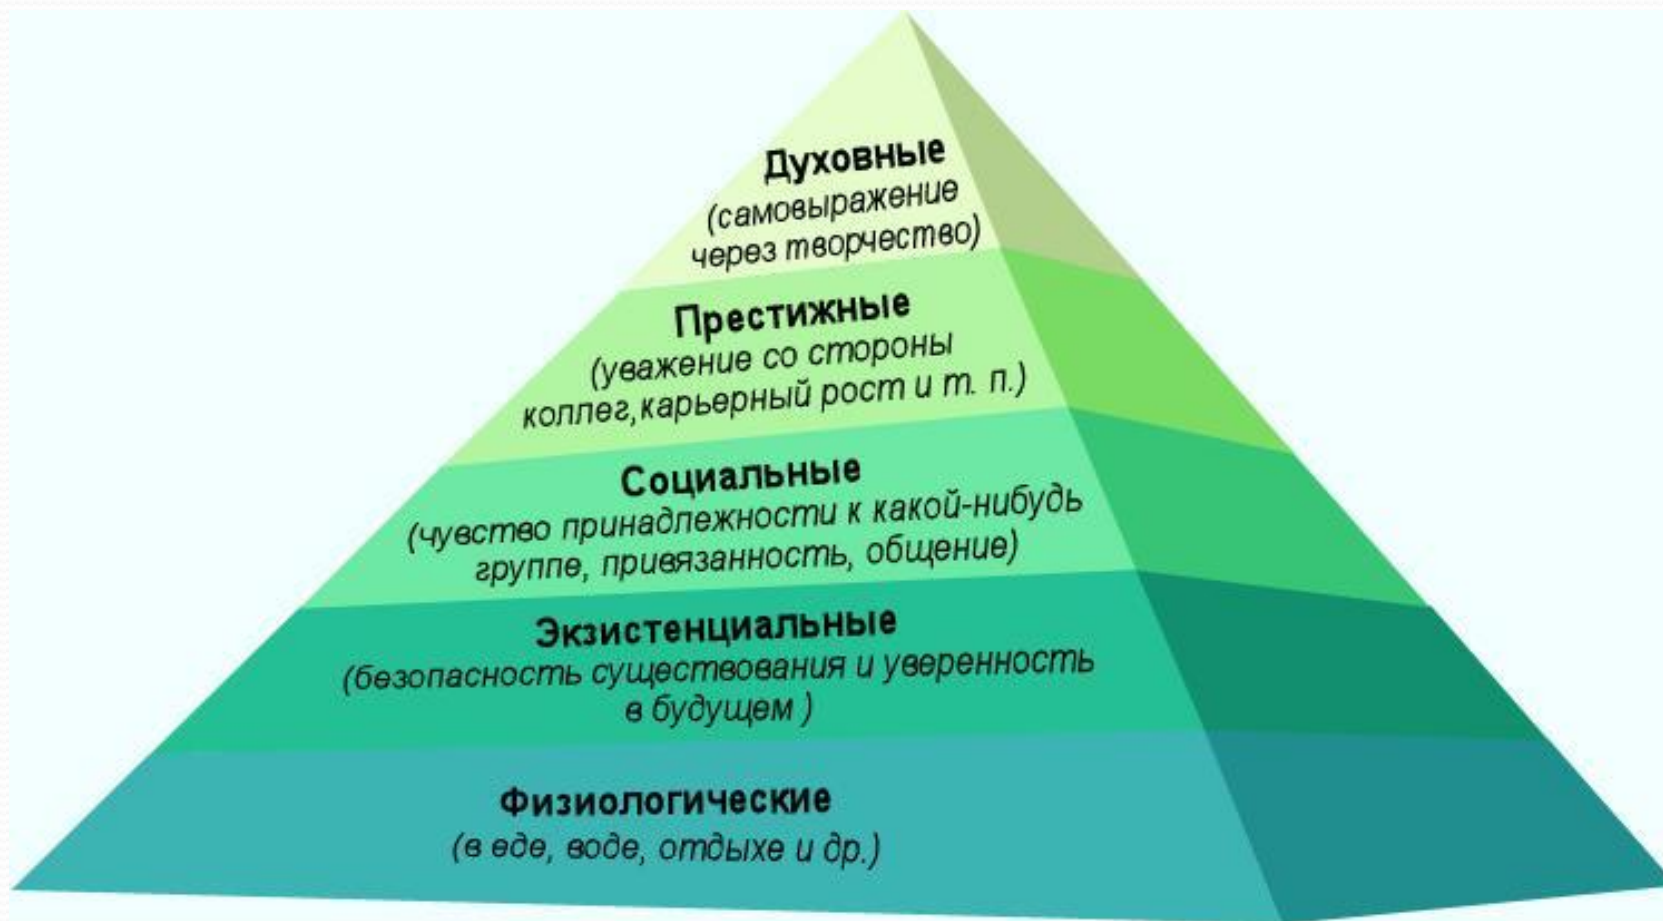 Духовные
(самовыражение
через творчество)
Престижные
(уважение со стороны
коллег,карьерный рост и т. п.)
Социальные
(чувство принадлежности к какой-нибудь
группе, привязанность, общение)
Экзистенциальные
(безопасность существования и уверенность
в будущем )
Физиологические
(в еде, воде, отдыхе и др.)